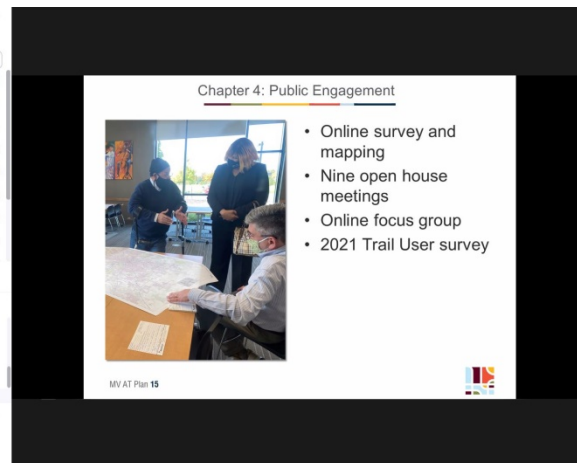 Chapter 4: Public Engagement
• Online survey and
mapping
• Nine open house
meetings
• Online focus group
• 2021 Trail User survey
MV AT Plan 15